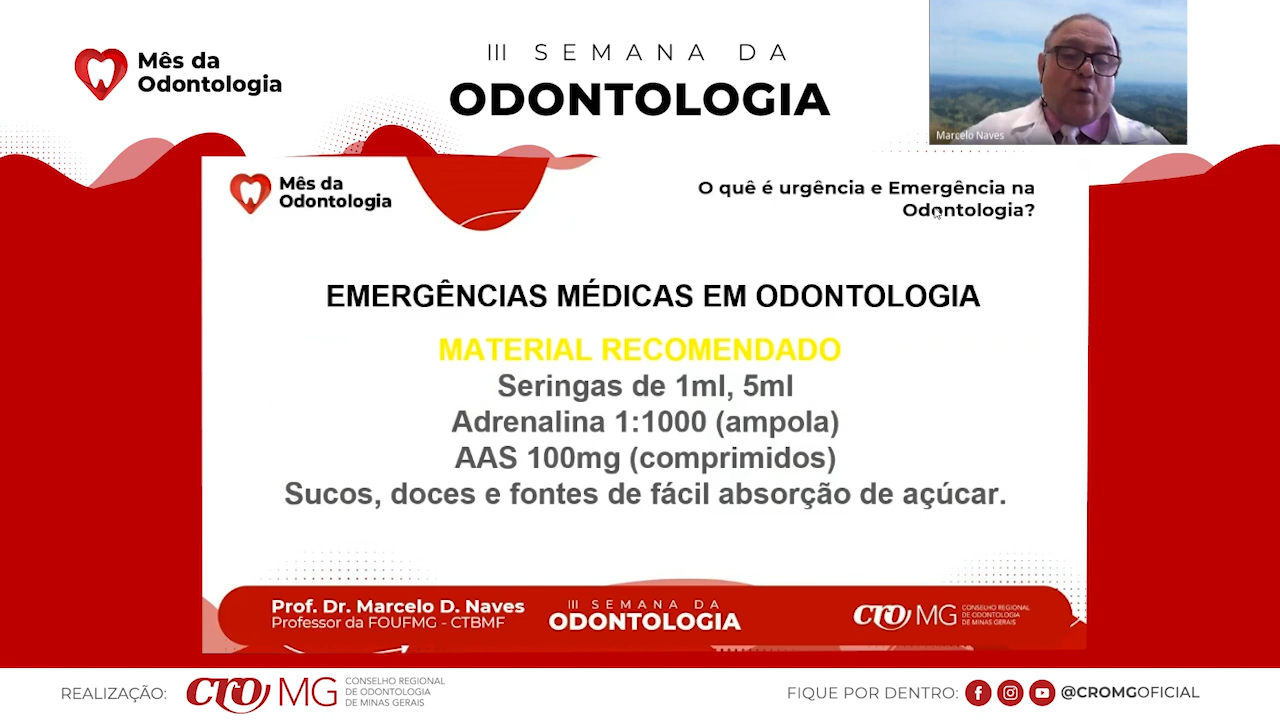 Mês da
Odontologia
III SEMANA DA
ODONTOLOGIA
Marcelo Naves
Mês da
Odontologia
O quê é urgência e Emergência na
Odontologia?
EMERGÊNCIAS MÉDICAS EM ODONTOLOGIA
MATERIAL RECOMENDADO
Seringas de 1ml, 5ml
Adrenalina 1:1000 (ampola)
AAS 100mg (comprimidos)
Sucos, doces e fontes de fácil absorção de açúcar.
Prof. Dr. Marcelo D. Naves
Professor da FOUFMG - CTBMF
III SEMANA DA
ODONTOLOGIA
CRO MG
CONSELHO REGIONAL
DE ODONTOLOGIA
DE MINAS GERAIS
REALIZAÇÃO:
CRO MG
CONSELHO REGIONAL
DE ODONTOLOGIA
DE MINAS GERAIS
FIQUE POR DENTRO:
@CROMGOFICIAL